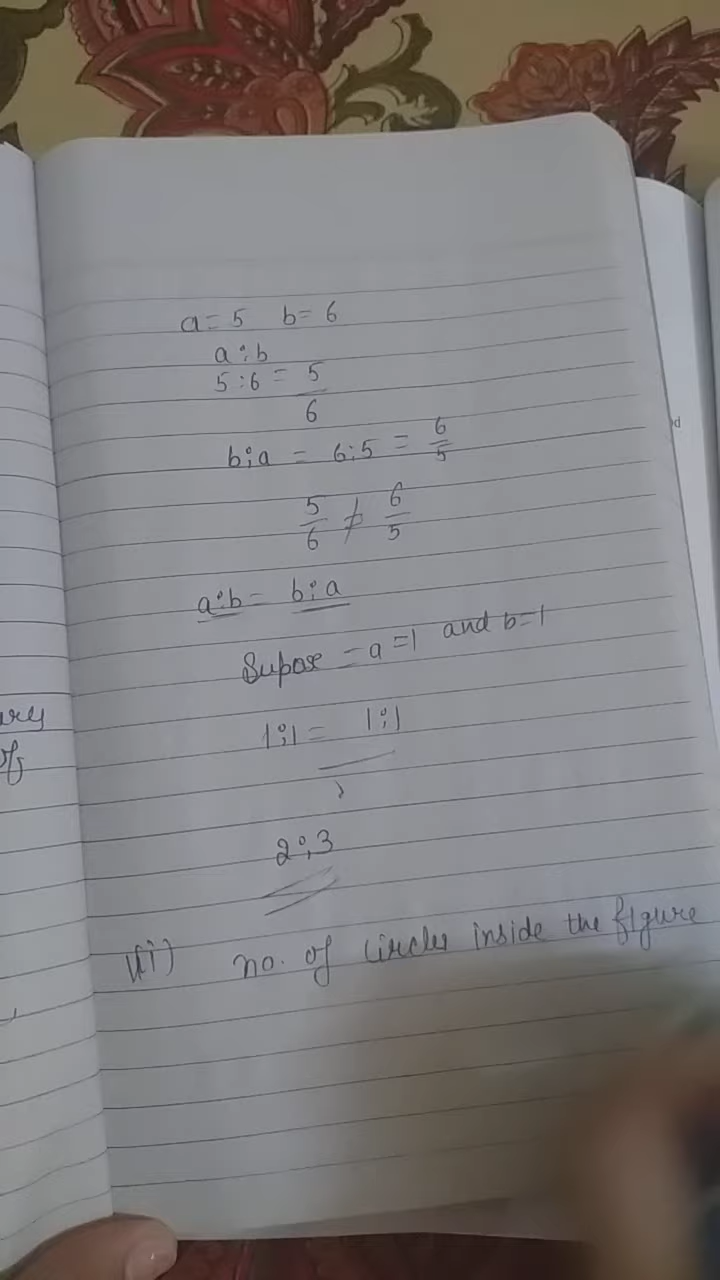 a = 5 b = 6
a : b
5 : 6 = 5/6
b : a = 6 : 5 = 6/5
5/6 ≠ 6/5
a : b = b : a
Supose = a = 1 and b = 1
1 : 1 = 1 : 1
2 : 3
no. of circles inside the figure
of